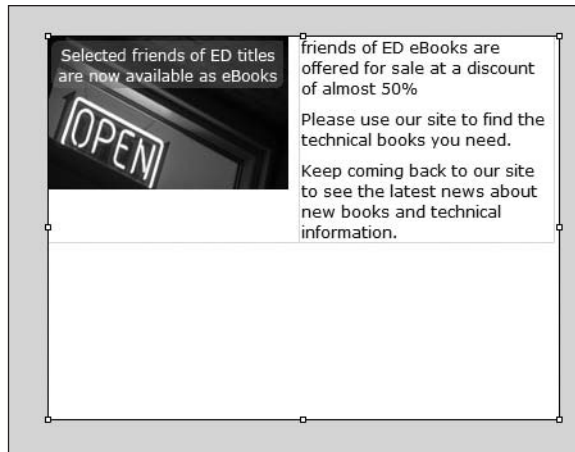 Selected friends of ED titles
are now available as eBooks
OPEN
friends of ED eBooks are
offered for sale at a discount
of almost 50%
Please use our site to find the
technical books you need.
Keep coming back to our site
to see the latest news about
new books and technical
information.